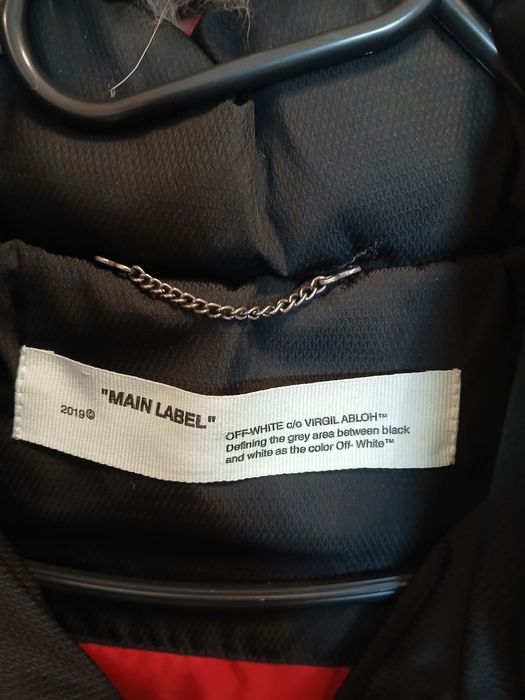 2019©
"MAIN LABEL"
OFF-WHITE c/o VIRGIL ABLOH™
Defining the grey area between black
and white as the color Off- White™